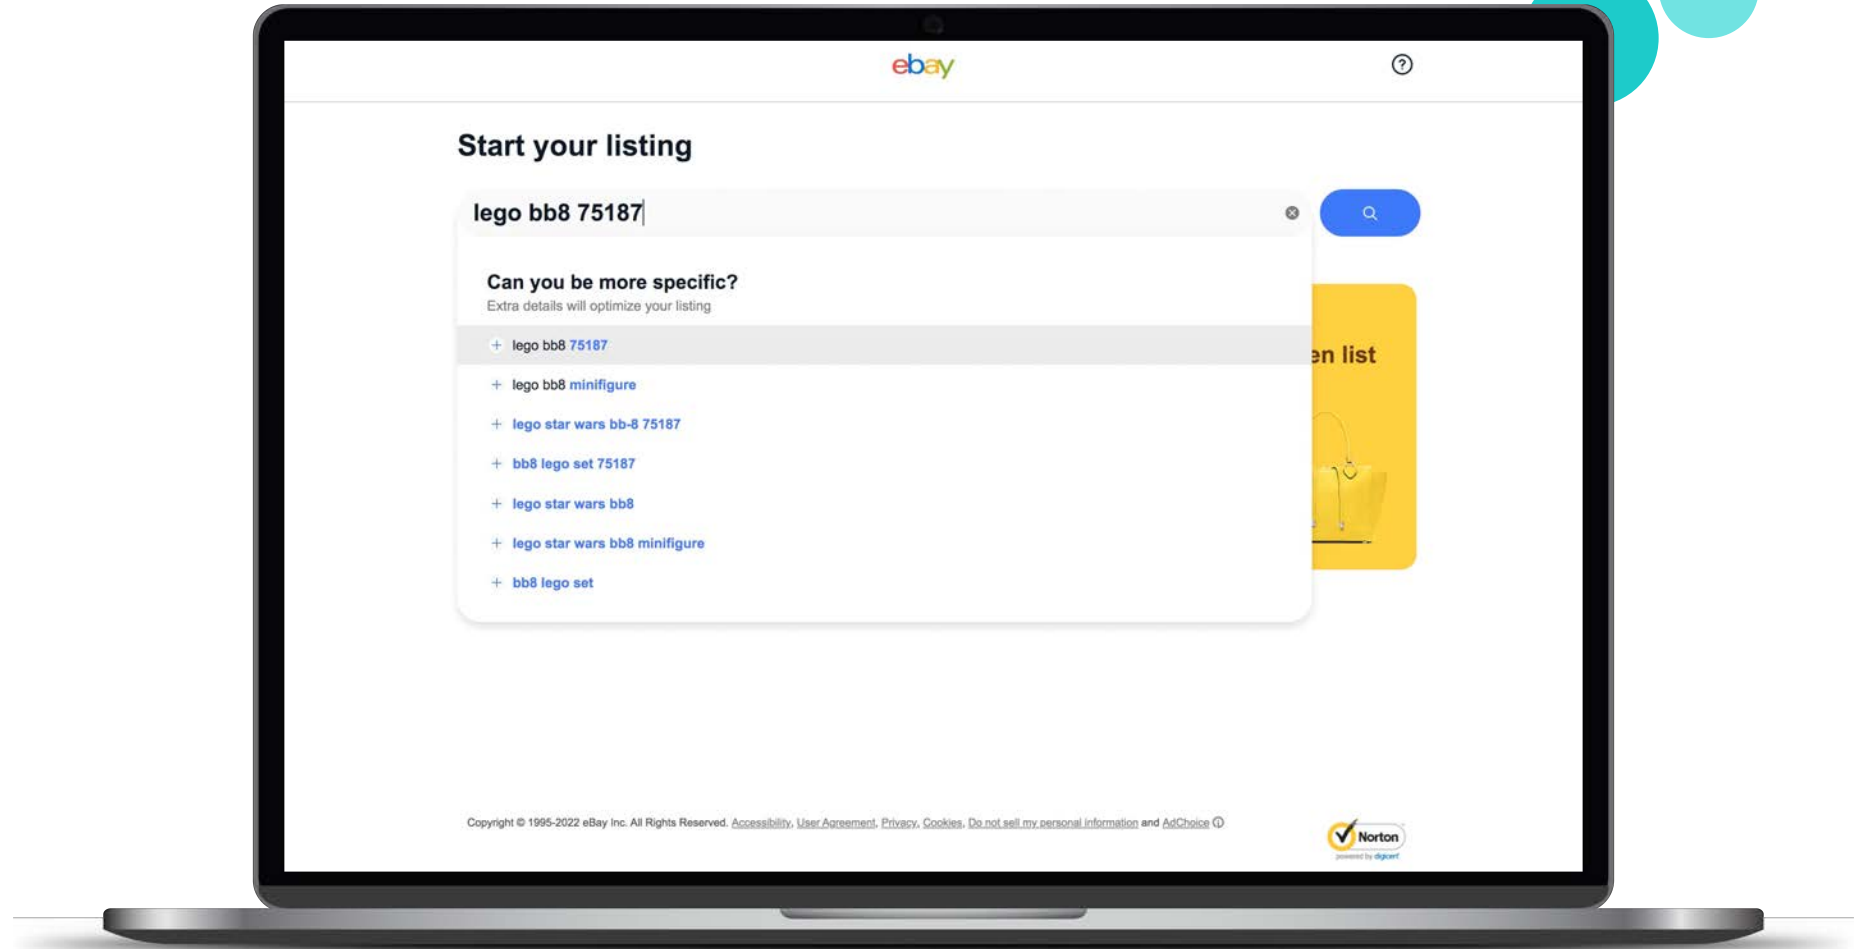 ebay
?
Start your listing
lego bb8 75187
Can you be more specific?
Extra details will optimize your listing
+ lego bb8 75187
+ lego bb8 minifigure
+ lego star wars bb-8 75187
+ bb8 lego set 75187
+ lego star wars bb8
+ lego star wars bb8 minifigure
+ bb8 lego set
en list
Copyright © 1995-2022 eBay Inc. All Rights Reserved. Accessibility, User Agreement, Privacy, Cookies, Do not sell my personal information and AdChoice
Norton
powered by digicert